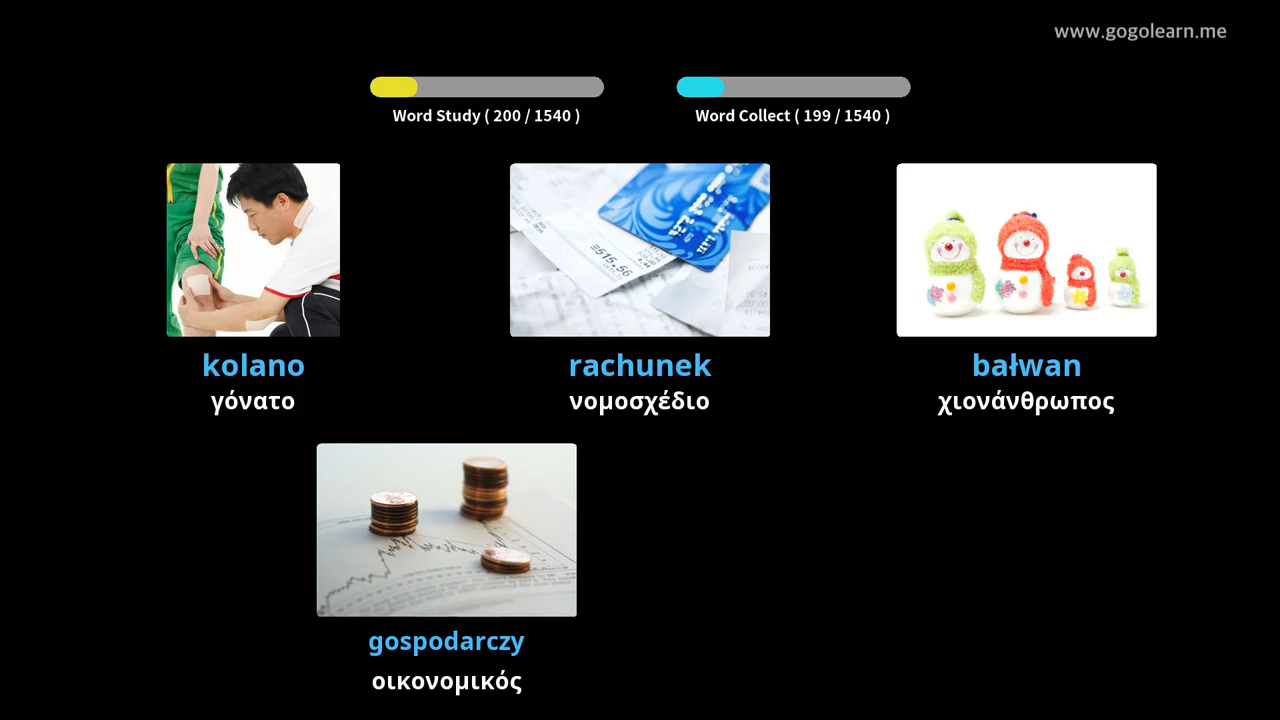 www.gogolearn.me
Word Study ( 200 / 1540 )
Word Collect ( 199 / 1540 )
kolano
γόνατο
rachunek
νομοσχέδιο
bałwan
χιονάνθρωπος
gospodarczy
οικονομικός